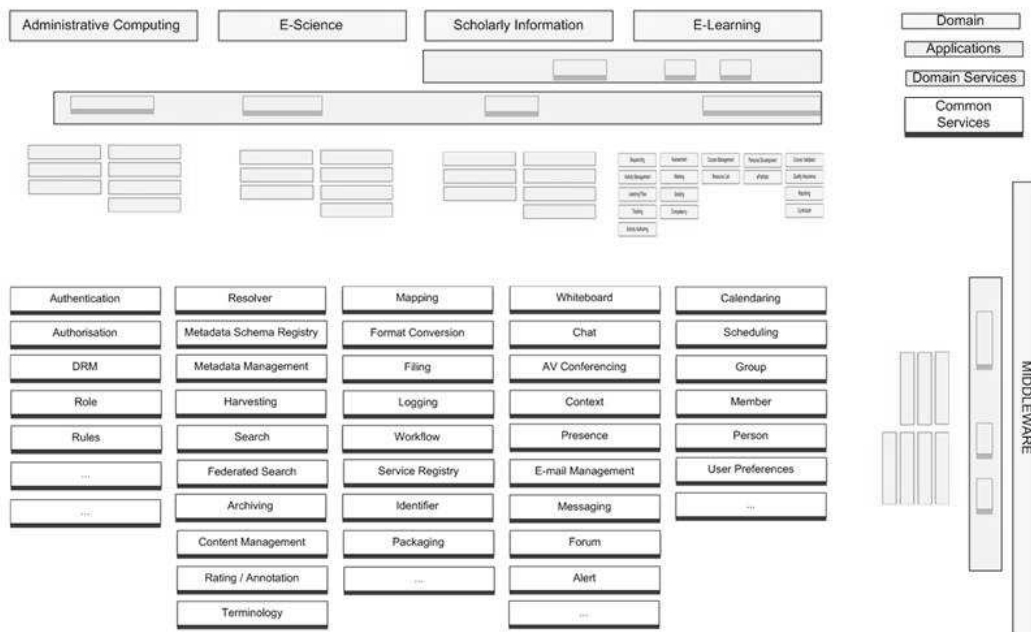 Administrative Computing
E-Science
Scholarly Information
E-Learning
Domain
Applications
Domain Services
Common
Services
Authentication
Resolver
Mapping
Whiteboard
Calendaring
Authorisation
Metadata Schema Registry
Format Conversion
Chat
Scheduling
DRM
Metadata Management
Filing
AV Conferencing
Group
Role
Harvesting
Logging
Context
Member
Rules
Search
Workflow
Presence
Person
...
Federated Search
Service Registry
E-mail Management
User Preferences
...
Archiving
Identifier
Messaging
...
Content Management
Packaging
Forum
Rating / Annotation
...
Alert
Terminology
...
MIDDLEWARE